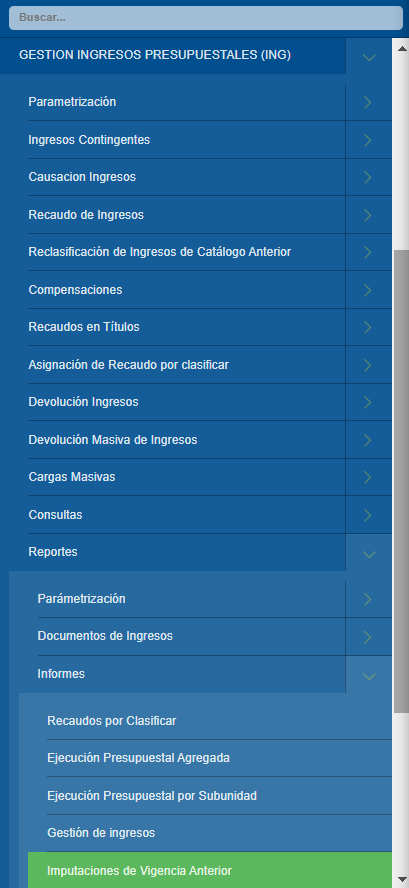 Buscar...
GESTION INGRESOS PRESUPUESTALES (ING)
Parametrización
Ingresos Contingentes
Causacion Ingresos
Recaudo de Ingresos
Reclasificación de Ingresos de Catálogo Anterior
Compensaciones
Recaudos en Títulos
Asignación de Recaudo por clasificar
Devolución Ingresos
Devolución Masiva de Ingresos
Cargas Masivas
Consultas
Reportes
Parámetrización
Documentos de Ingresos
Informes
Recaudos por Clasificar
Ejecución Presupuestal Agregada
Ejecución Presupuestal por Subunidad
Gestión de ingresos
Imputaciones de Vigencia Anterior